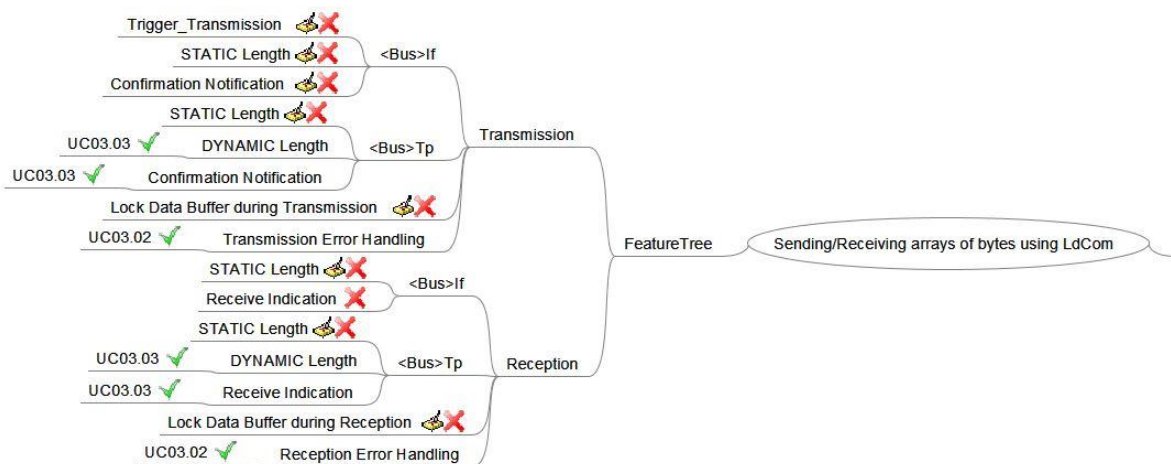 Trigger_Transmission
STATIC Length
<Bus>If
Confirmation Notification
STATIC Length
Transmission
UC03.03 DYNAMIC Length
<Bus>Tp
UC03.03 Confirmation Notification
Lock Data Buffer during Transmission
UC03.02 Transmission Error Handling
FeatureTree
Sending/Receiving arrays of bytes using LdCom
STATIC Length
<Bus>If
Receive Indication
STATIC Length
UC03.03 DYNAMIC Length
<Bus>Tp
Reception
UC03.03 Receive Indication
Lock Data Buffer during Reception
UC03.02 Reception Error Handling